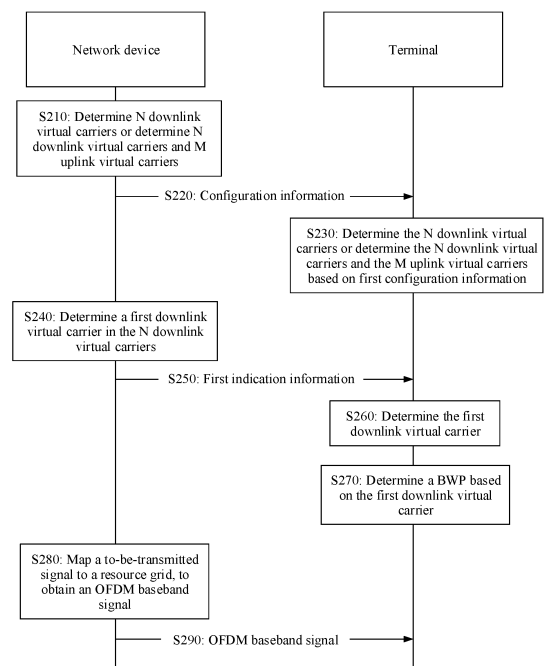 Network device
Terminal
S210: Determine N downlink
virtual carriers or determine N
downlink virtual carriers and M
uplink virtual carriers
S220: Configuration information
S230: Determine the N downlink virtual
carriers or determine the N downlink virtual
carriers and the M uplink virtual carriers
based on first configuration information
S240: Determine a first downlink
virtual carrier in the N downlink
virtual carriers
S250: First indication information
S260: Determine the first
downlink virtual carrier
S270: Determine a BWP based
on the first downlink virtual
carrier
S280: Map a to-be-transmitted
signal to a resource grid, to
obtain an OFDM baseband
signal
S290: OFDM baseband signal